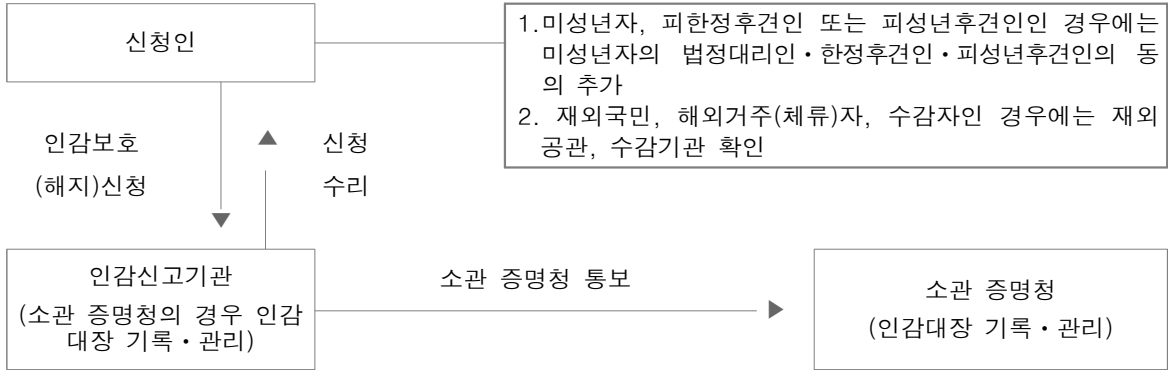 신청인
1.미성년자, 피한정후견인 또는 피성년후견인인 경우에는
미성년자의 법정대리인·한정후견인·피성년후견인의 동
의 추가
2. 재외국민, 해외거주(체류)자, 수감자인 경우에는 재외
공관, 수감기관 확인
인감보호
(해지)신청
신청
수리
인감신고기관
(소관 증명청의 경우 인감
대장 기록·관리)
소관 증명청 통보
소관 증명청
(인감대장 기록·관리)